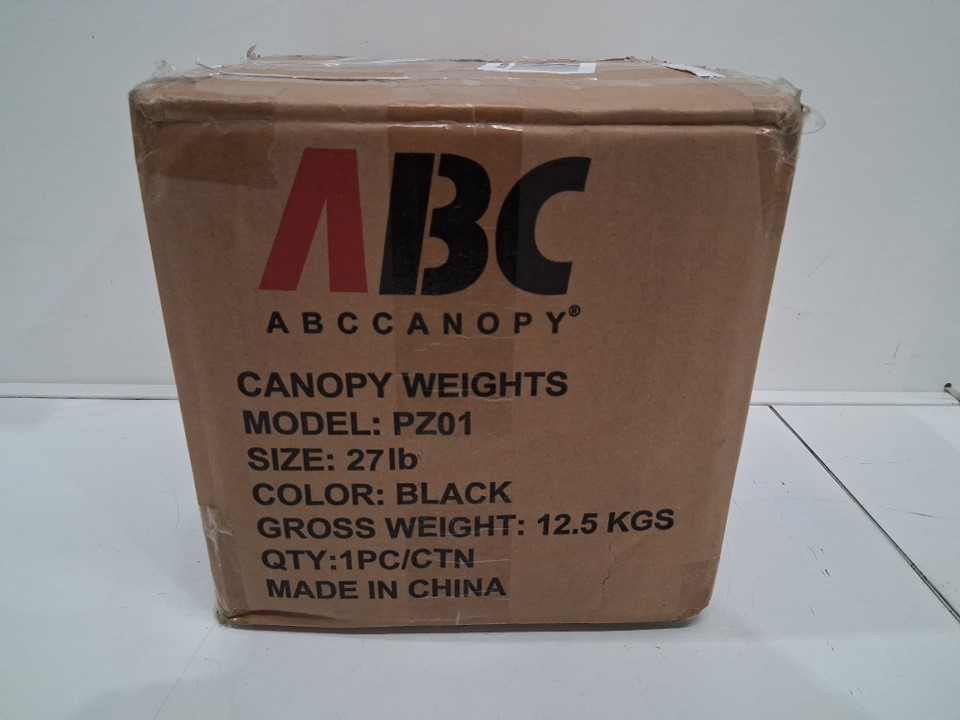 ABC
ABCCANOPY®
CANOPY WEIGHTS
MODEL: PZ01
SIZE: 27lb
COLOR: BLACK
GROSS WEIGHT: 12.5 KGS
QTY:1PC/CTN
MADE IN CHINA